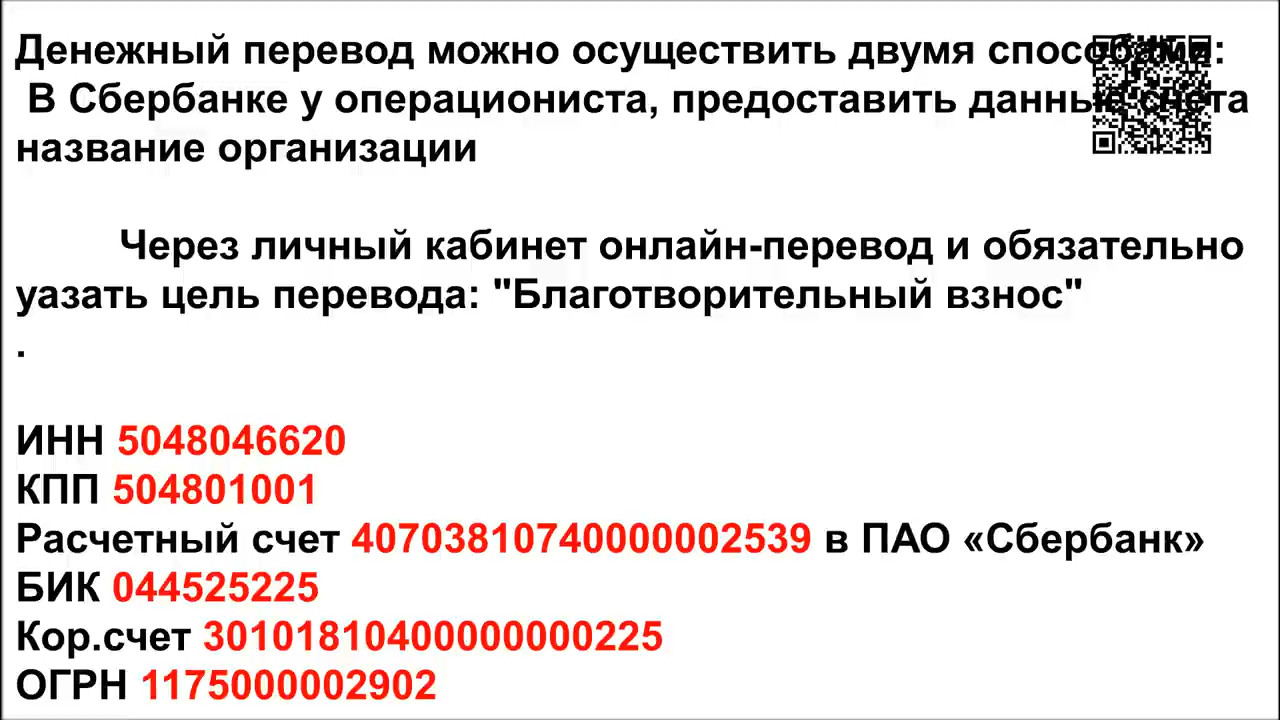 Денежный перевод можно осуществить двумя способами:
В Сбербанке у операциониста, предоставить данные счета
название организации
Через личный кабинет онлайн-перевод и обязательно
уазать цель перевода: "Благотворительный взнос"
.
ИНН 5048046620
КПП 504801001
Расчетный счет 40703810740000002539 в ПАО «Сбербанк»
БИК 044525225
Кор.счет 30101810400000000225
ОГРН 1175000002902